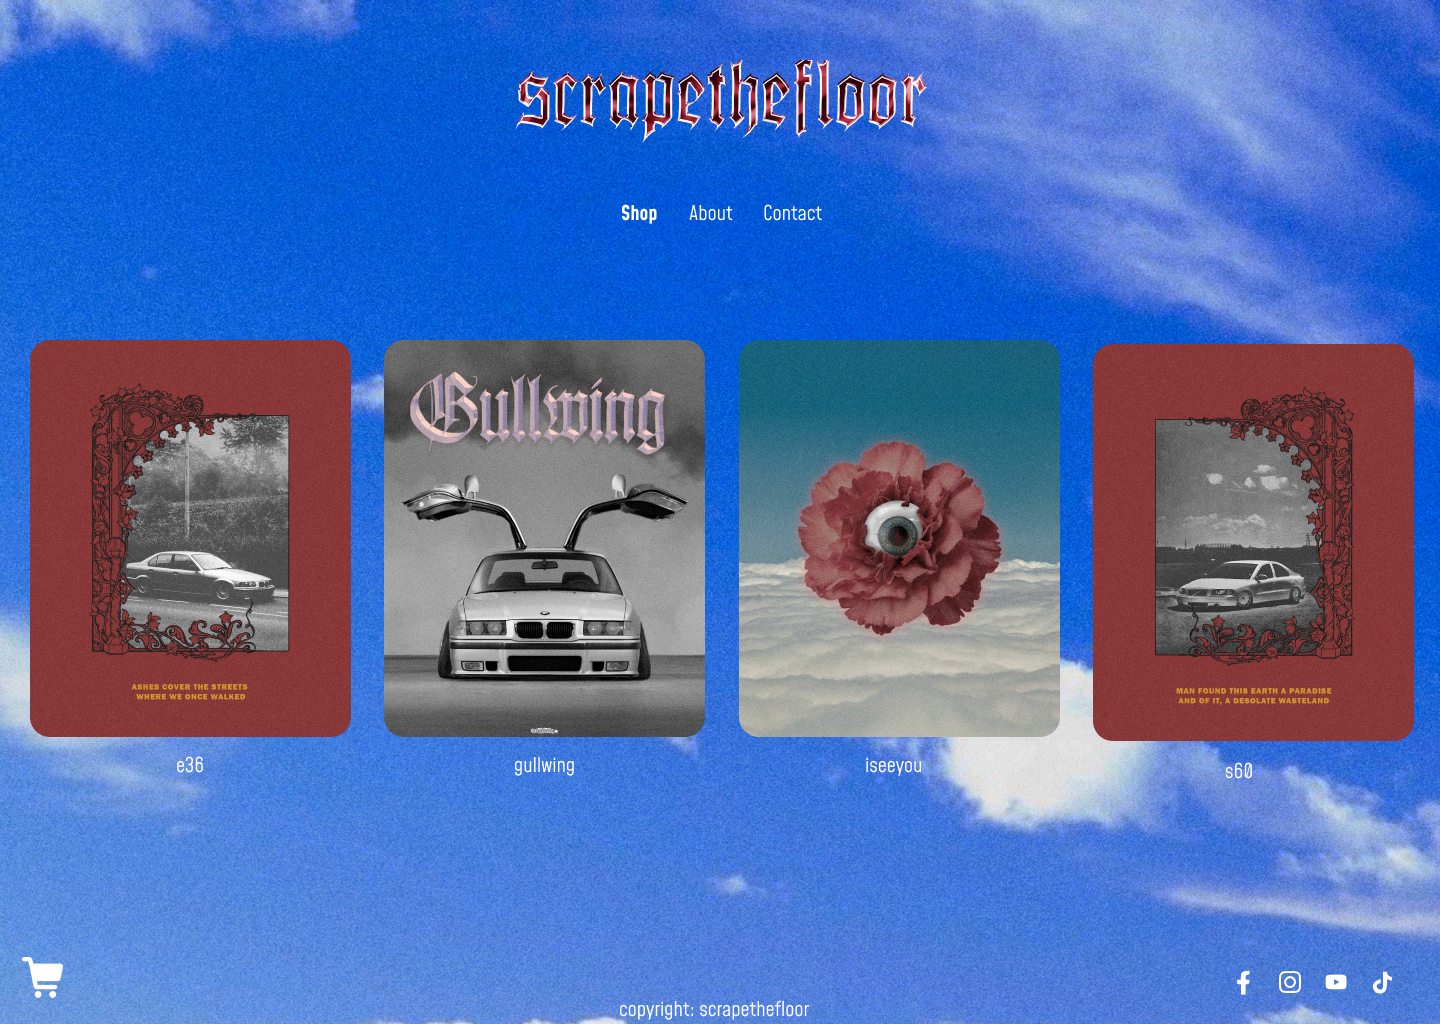 scrapethefloor
Shop About Contact
Gullwing
ASHES COVER THE STREETS
WHERE WE ONCE WALKED
MAN FOUND THIS EARTH A PARADISE
AND OF IT, A DESOLATE WASTELAND
e36
gullwing
iseeyou
s60
copyright: scrapethefloor